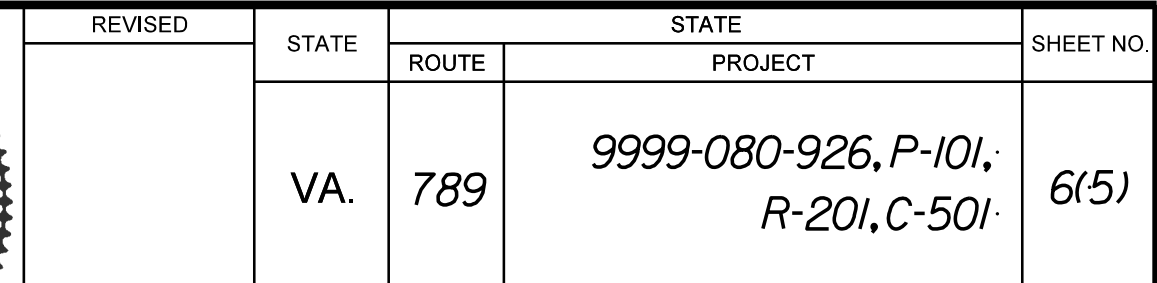 REVISED
STATE
STATE
SHEET NO.
ROUTE
PROJECT
9999-080-926, P-101,
R-201, C-501
VA.
789
6(5)